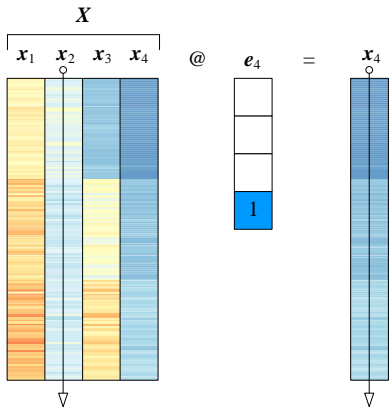 X
x₁ x₂ x₃ x₄ @ e₄ = x₄
1